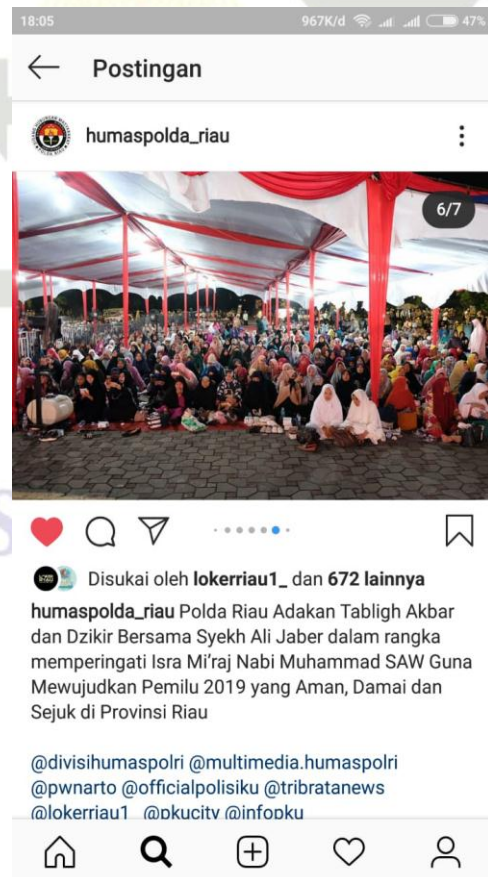 18:05 967K/d 47%
Postingan
humaspolda_riau
6/7
Disukai oleh lokerriau1_ dan 672 lainnya
humaspolda_riau Polda Riau Adakan Tabligh Akbar
dan Dzikir Bersama Syekh Ali Jaber dalam rangka
memperingati Isra Mi'raj Nabi Muhammad SAW Guna
Mewujudkan Pemilu 2019 yang Aman, Damai dan
Sejuk di Provinsi Riau
@divisihumaspolri @multimedia.humaspolri
@pwnarto @officialpolisiku @tribratanews
@lokerriau1_ @pkucity @infopku